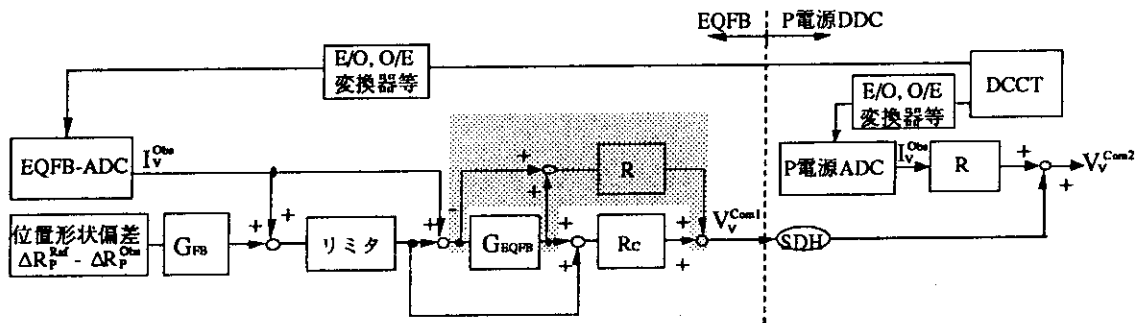 EQFB P電源DDC
E/O, O/E
変換器等
DCCT
E/O, O/E
変換器等
EQFB-ADC
I_V^Obs
P電源ADC
I_V^Obs
R
+
+
V_V^Com2
+
R
+
位置形状偏差
ΔR_P^Ref - ΔR_P^Obs
G_FB
+
+
リミタ
+
-
G_EQFB
+
+
Rc
+
+
V_V^Com1
SDH